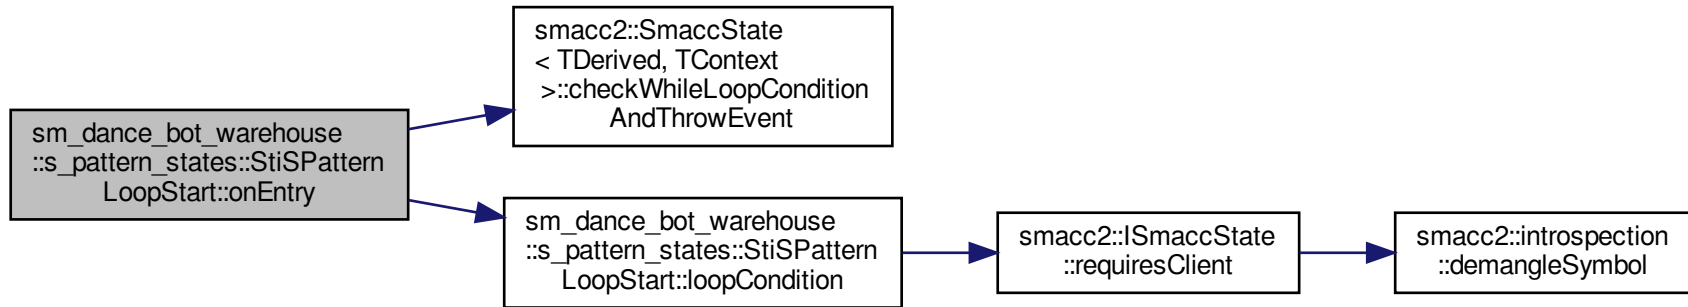 sm_dance_bot_warehouse
::s_pattern_states::StiSPattern
LoopStart::onEntry
smacc2::SmaccState
< TDerived, TContext
>::checkWhileLoopCondition
AndThrowEvent
sm_dance_bot_warehouse
::s_pattern_states::StiSPattern
LoopStart::loopCondition
smacc2::ISmaccState
::requiresClient
smacc2::introspection
::demangleSymbol